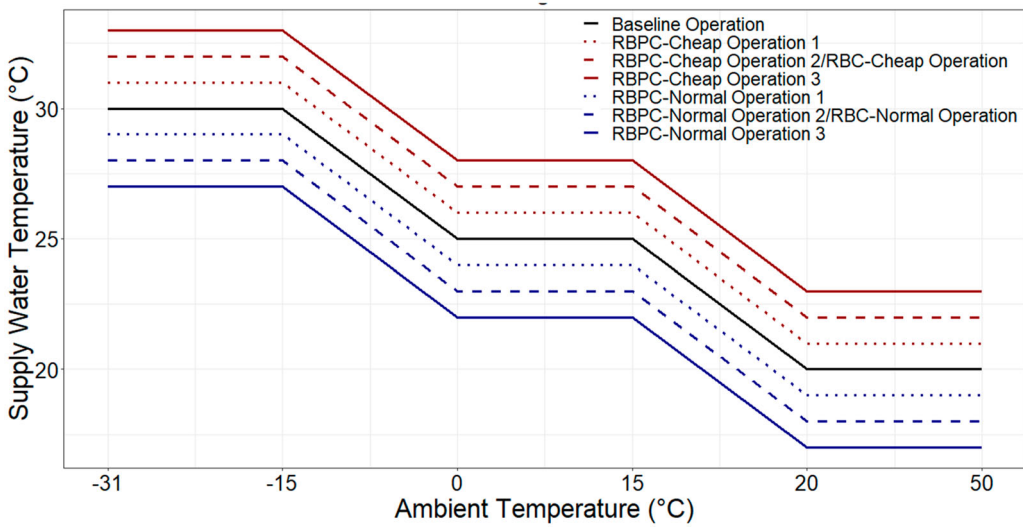 Baseline Operation
RBPC-Cheap Operation 1
RBPC-Cheap Operation 2/RBC-Cheap Operation
RBPC-Cheap Operation 3
RBPC-Normal Operation 1
RBPC-Normal Operation 2/RBC-Normal Operation
RBPC-Normal Operation 3
Supply Water Temperature (°C)
30
25
20
-31
-15
0
15
20
50
Ambient Temperature (°C)